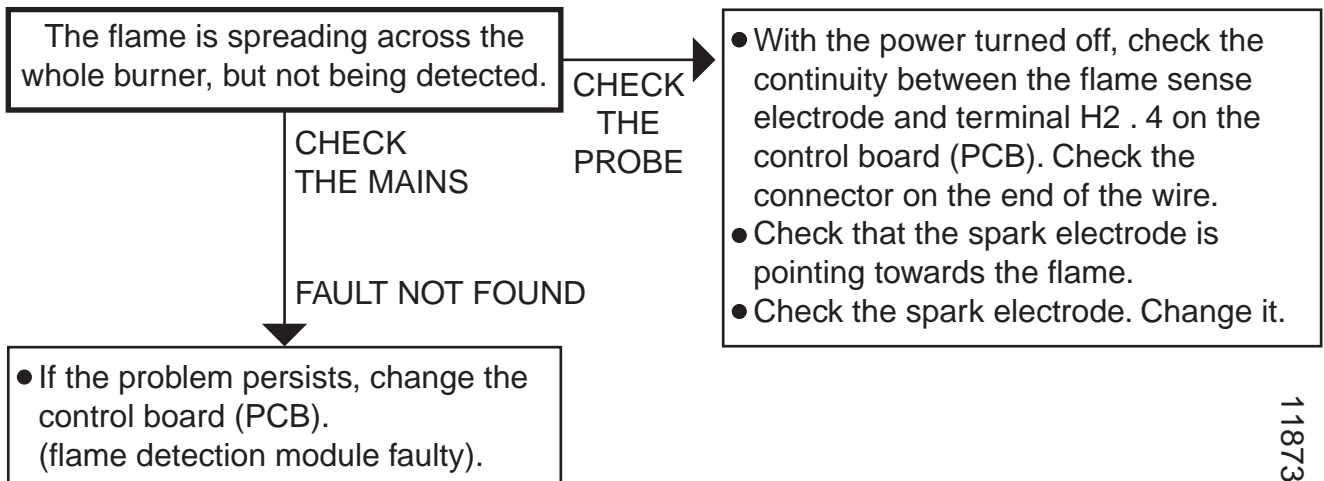 The flame is spreading across the
whole burner, but not being detected.
CHECK
THE
PROBE
● With the power turned off, check the
continuity between the flame sense
electrode and terminal H2 . 4 on the
control board (PCB). Check the
connector on the end of the wire.
● Check that the spark electrode is
pointing towards the flame.
● Check the spark electrode. Change it.
CHECK
THE MAINS
FAULT NOT FOUND
● If the problem persists, change the
control board (PCB).
(flame detection module faulty).
11873